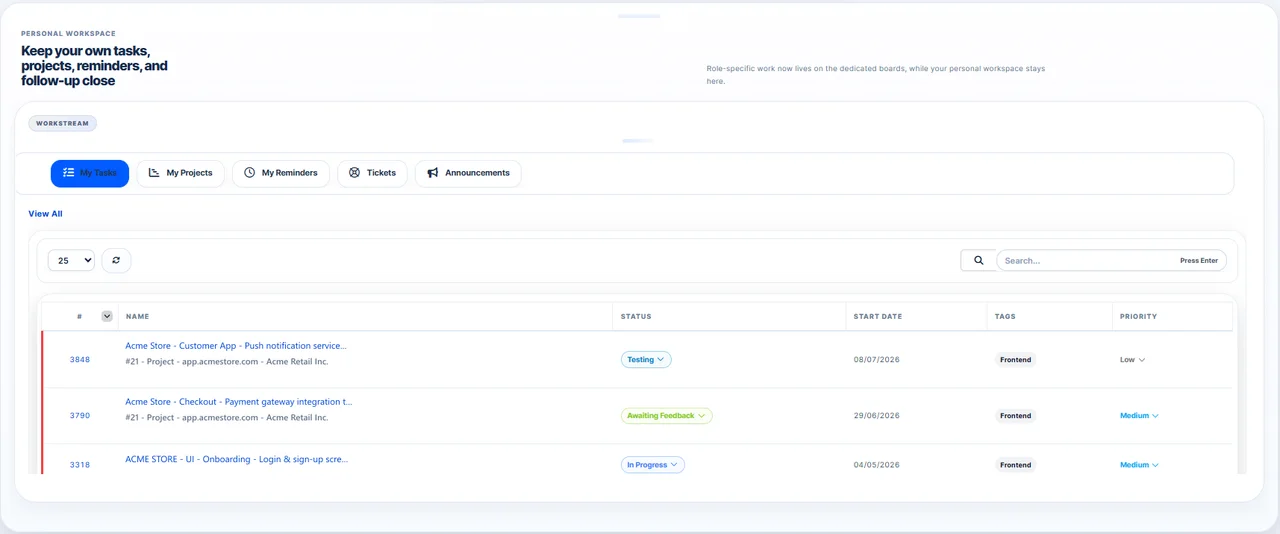 PERSONAL WORKSPACE
Keep your own tasks,
projects, reminders, and
follow-up close
Role-specific work now lives on the dedicated boards, while your personal workspace stays
here.
WORKSTREAM
My Tasks
My Projects
My Reminders
Tickets
Announcements
View All
25
Search...
Press Enter
# NAME STATUS START DATE TAGS PRIORITY
3848 Acme Store - Customer App - Push notification service... Testing 08/07/2026 Frontend Low
#21 - Project - app.acmestore.com - Acme Retail Inc.
3790 Acme Store - Checkout - Payment gateway integration t... Awaiting Feedback 29/06/2026 Frontend Medium
#21 - Project - app.acmestore.com - Acme Retail Inc.
3318 ACME STORE - UI - Onboarding - Login & sign-up scre... In Progress 04/05/2026 Frontend Medium